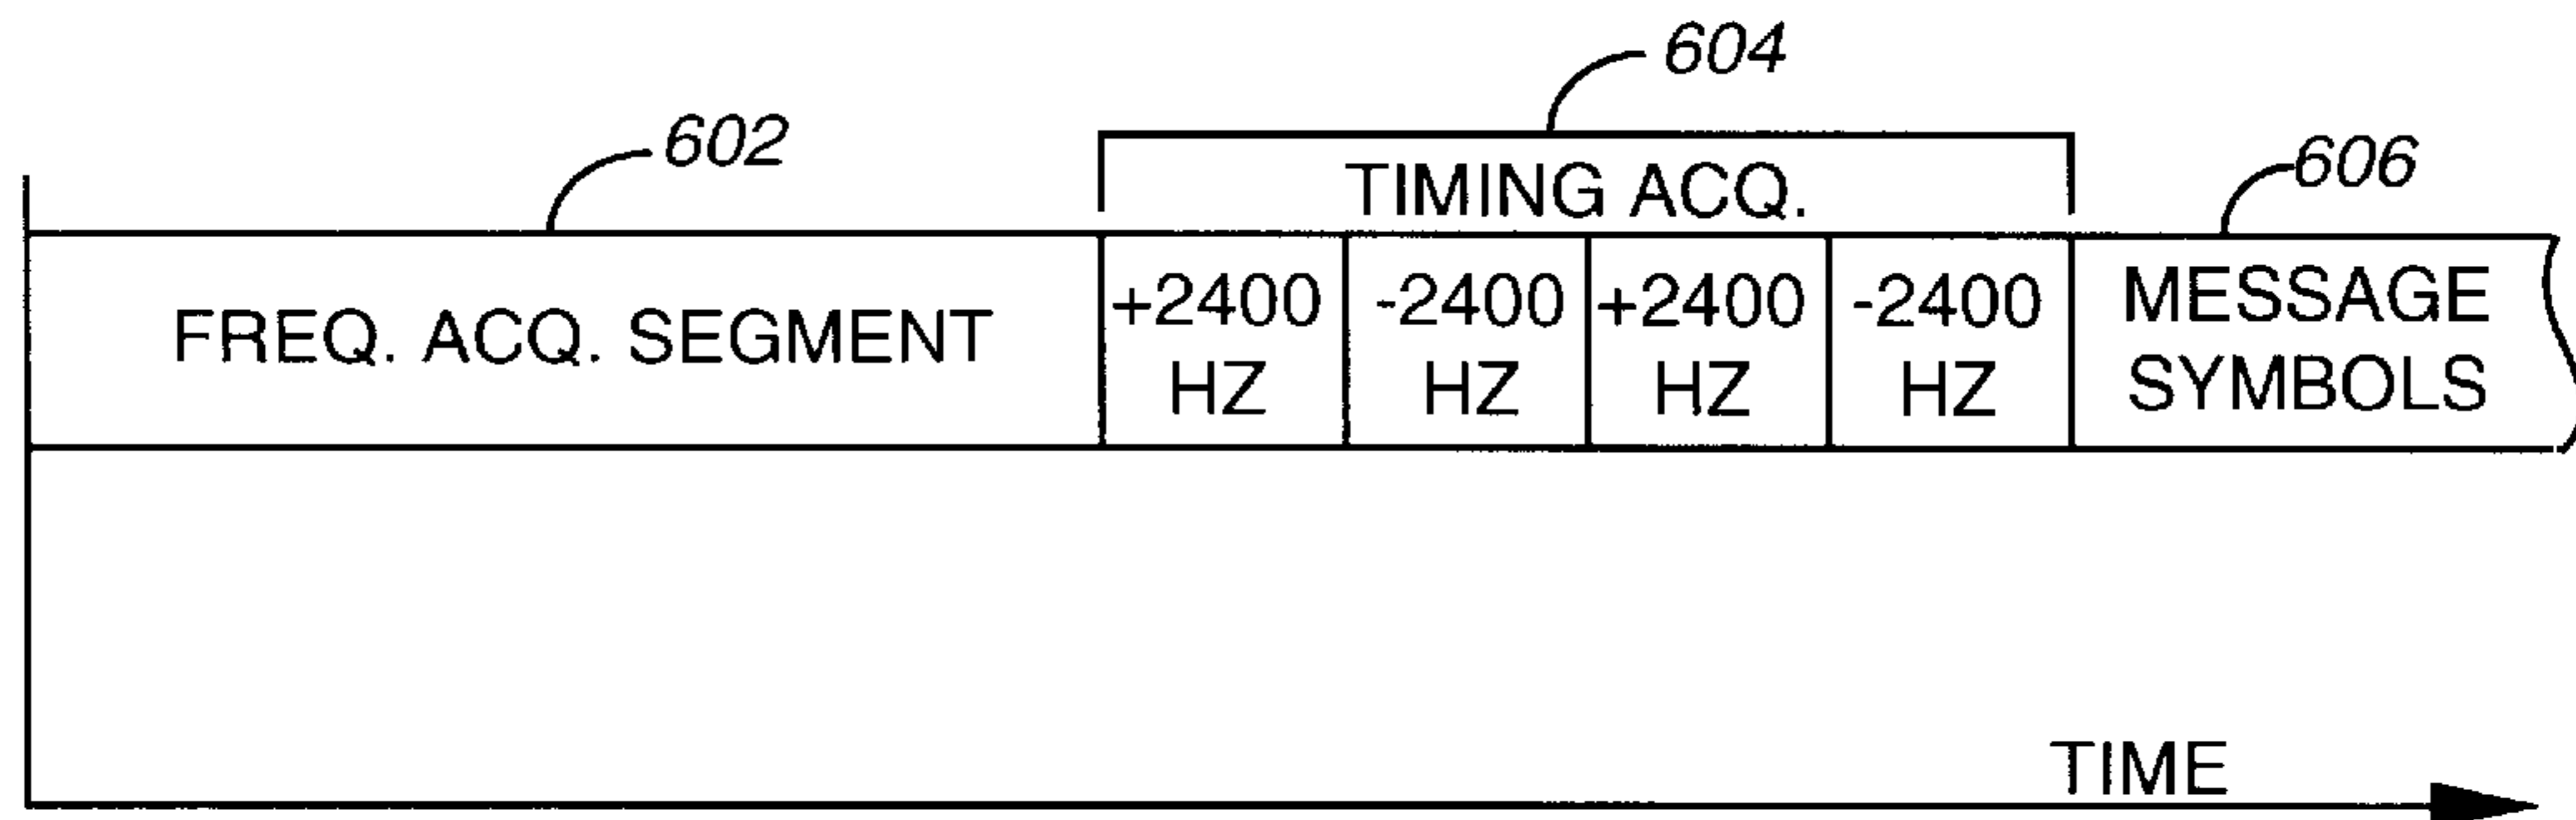 604
602
TIMING ACQ.
606
FREQ. ACQ. SEGMENT
+2400 HZ
-2400 HZ
+2400 HZ
-2400 HZ
MESSAGE
SYMBOLS
TIME